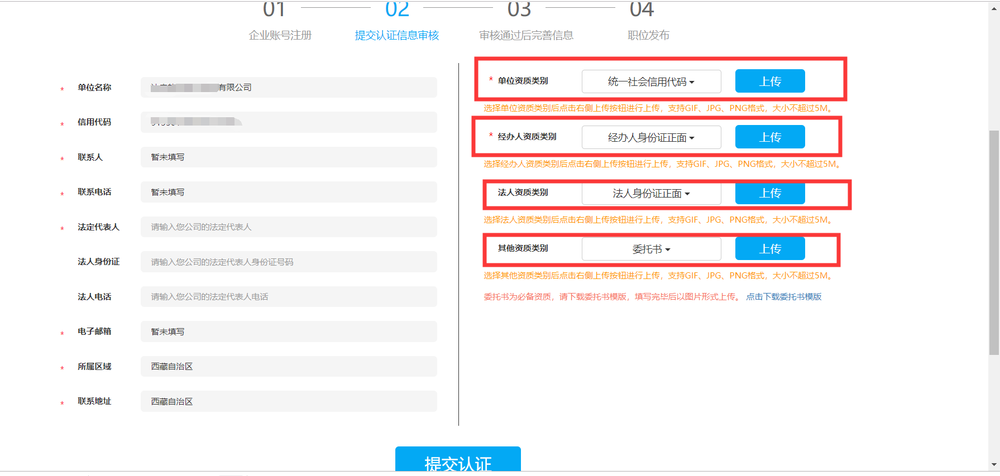 01 02 03 04
企业账号注册 提交认证信息审核 审核通过后完善信息 职位发布
* 单位名称 有限公司
* 信用代码
* 联系人 暂未填写
* 联系电话 暂未填写
* 法定代表人 请输入您公司的法定代表人
法人身份证 请输入您公司的法定代表人身份证号码
法人电话 请输入您公司的法定代表人电话
* 电子邮箱 暂未填写
* 所属区域 西藏自治区
* 联系地址 西藏自治区
* 单位资质类别 统一社会信用代码 上传
选择单位资质类别后点击右侧上传按钮进行上传，支持GIF、JPG、PNG格式，大小不超过5M。
* 经办人资质类别 经办人身份证正面 上传
选择经办人资质类别后点击右侧上传按钮进行上传，支持GIF、JPG、PNG格式，大小不超过5M。
法人资质类别 法人身份证正面 上传
选择法人资质类别后点击右侧上传按钮进行上传，支持GIF、JPG、PNG格式，大小不超过5M。
其他资质类别 委托书 上传
选择其他资质类别后点击右侧上传按钮进行上传，支持GIF、JPG、PNG格式，大小不超过5M。
委托书为必备资质，请下载委托书模版，填写完毕后以图片形式上传。 点击下载委托书模版
提交认证